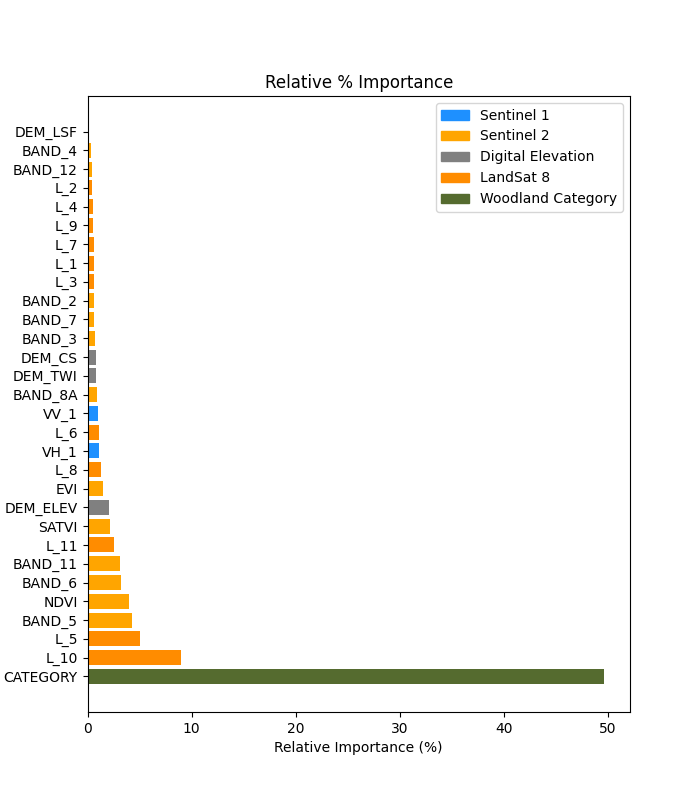 Relative % Importance
Sentinel 1
Sentinel 2
Digital Elevation
LandSat 8
Woodland Category
DEM_LSF
BAND_4
BAND_12
L_2
L_4
L_9
L_7
L_1
L_3
BAND_2
BAND_7
BAND_3
DEM_CS
DEM_TWI
BAND_8A
VV_1
L_6
VH_1
L_8
EVI
DEM_ELEV
SATVI
L_11
BAND_11
BAND_6
NDVI
BAND_5
L_5
L_10
CATEGORY
0 10 20 30 40 50
Relative Importance (%)